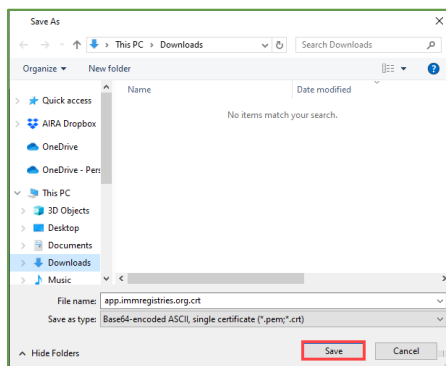 Save As
This PC > Downloads
Search Downloads
Organize
New folder
Name
Date modified
Quick access
No items match your search.
AIRA Dropbox
OneDrive
OneDrive - Pers
This PC
3D Objects
Desktop
Documents
Downloads
Music
File name: app.immregistries.org.crt
Save as type: Base64-encoded ASCII, single certificate (*.pem;*.crt)
Hide Folders
Save
Cancel